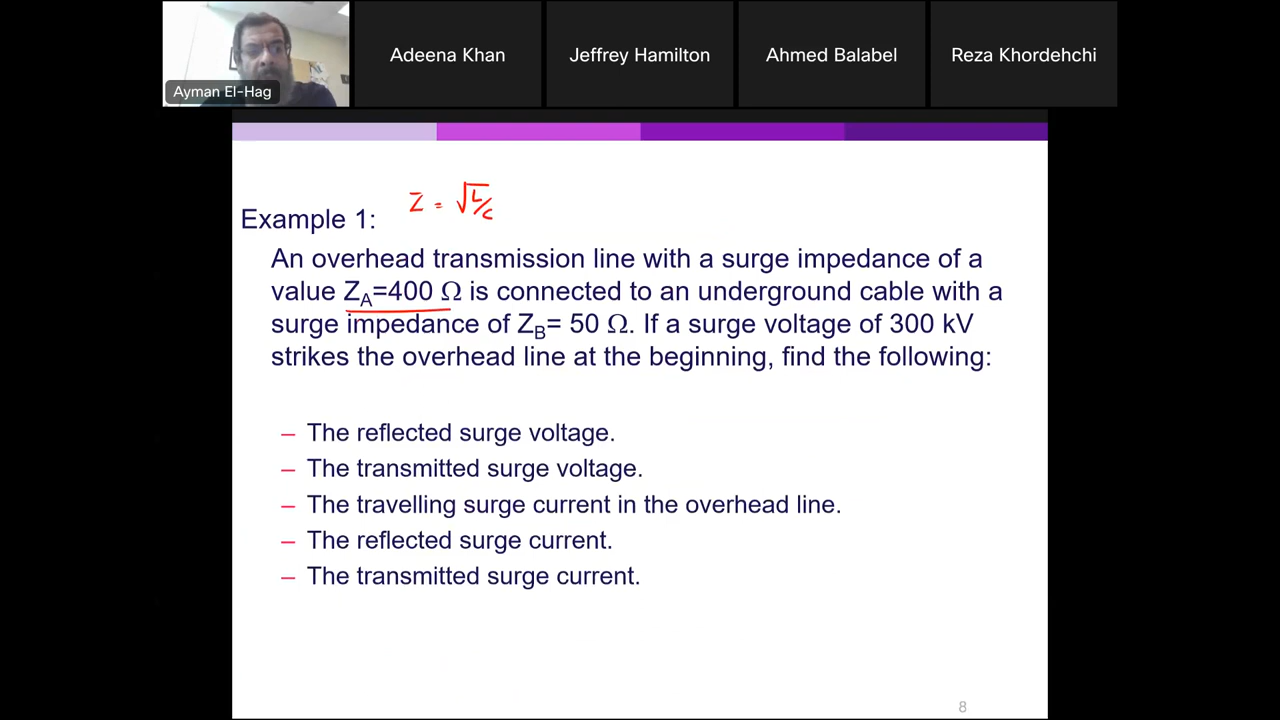 Adeena Khan
Jeffrey Hamilton
Ahmed Balabel
Reza Khordehchi
Ayman El-Hag
Z = √L/C
Example 1:
An overhead transmission line with a surge impedance of a
value Z_A=400 Ω is connected to an underground cable with a
surge impedance of Z_B= 50 Ω. If a surge voltage of 300 kV
strikes the overhead line at the beginning, find the following:
– The reflected surge voltage.
– The transmitted surge voltage.
– The travelling surge current in the overhead line.
– The reflected surge current.
– The transmitted surge current.
8